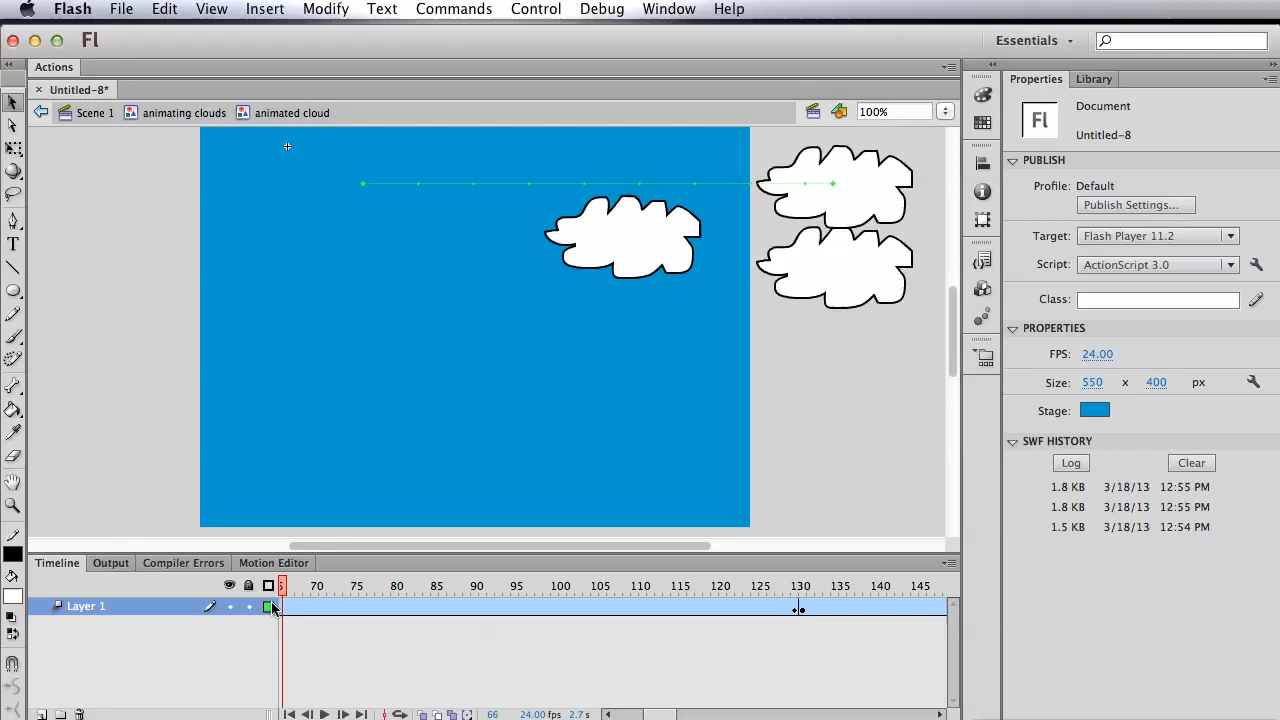 Flash File Edit View Insert Modify Text Commands Control Debug Window Help
Fl Essentials
Actions
Untitled-8*
Scene 1 animating clouds animated cloud 100%
Properties Library
Fl Document
Untitled-8
PUBLISH
Profile: Default
Publish Settings...
Target: Flash Player 11.2
Script: ActionScript 3.0
Class:
PROPERTIES
FPS: 24.00
Size: 550 x 400 px
Stage:
SWF HISTORY
Log Clear
1.8 KB 3/18/13 12:55 PM
1.8 KB 3/18/13 12:55 PM
1.5 KB 3/18/13 12:54 PM
Timeline Output Compiler Errors Motion Editor
70 75 80 85 90 95 100 105 110 115 120 125 130 135 140 145
Layer 1
66 24.00 fps 2.7 s